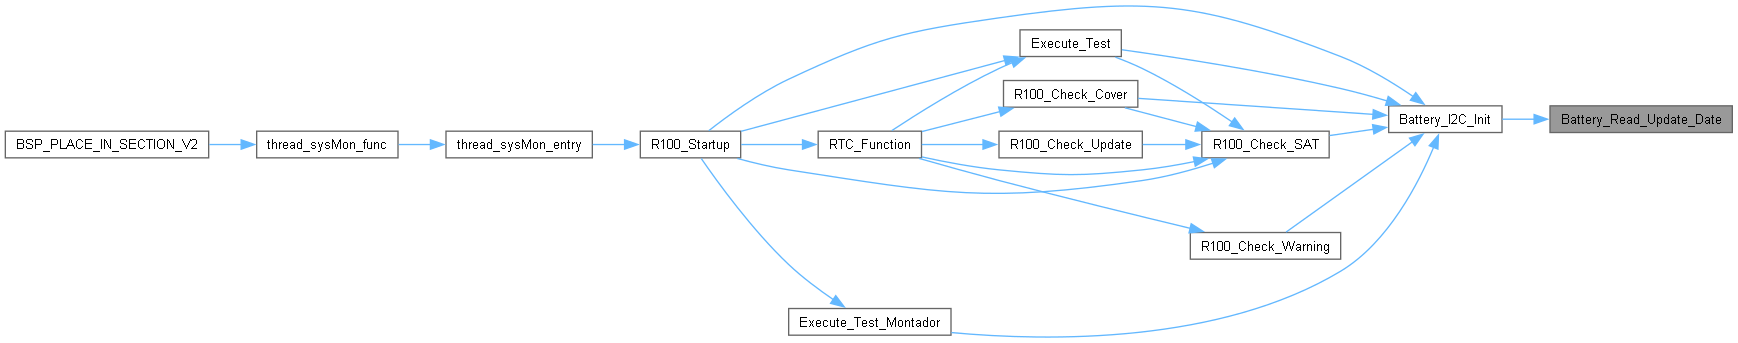 Execute_Test
R100_Check_Cover
Battery_I2C_Init
Battery_Read_Update_Date
BSP_PLACE_IN_SECTION_V2
thread_sysMon_func
thread_sysMon_entry
R100_Startup
RTC_Function
R100_Check_Update
R100_Check_SAT
R100_Check_Warning
Execute_Test_Montador